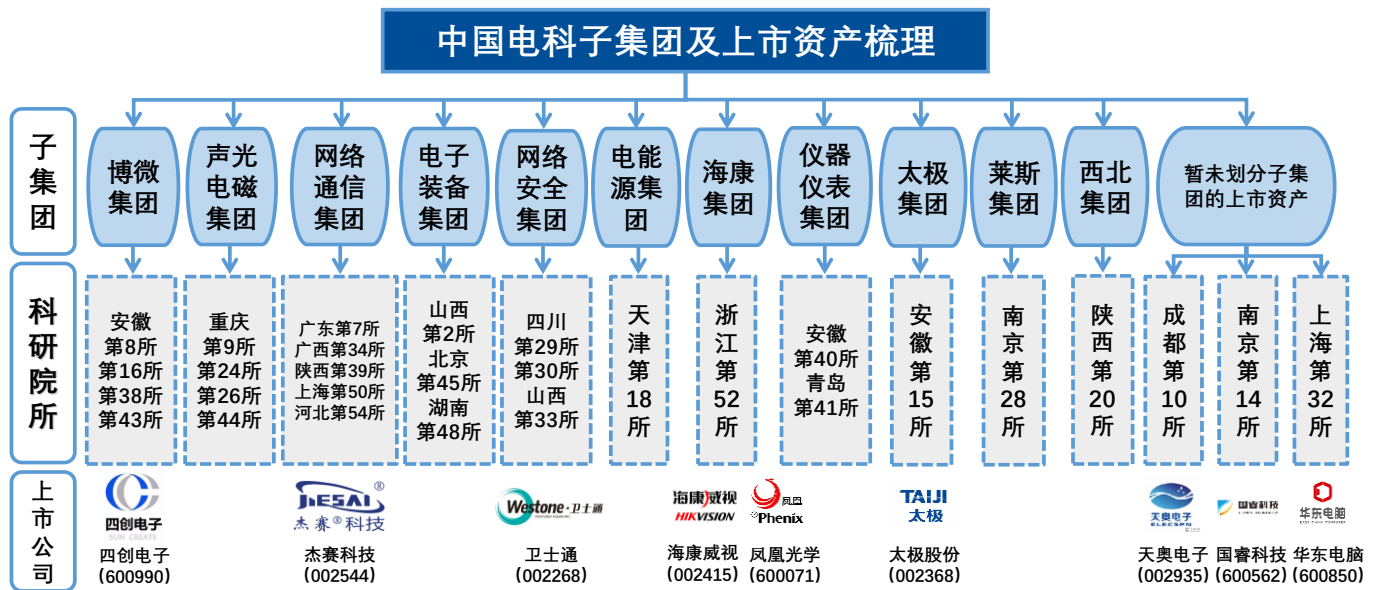 中国电科子集团及上市资产梳理
子集团
博微
集团
声光
电磁
集团
网络
通信
集团
电子
装备
集团
网络
安全
集团
电能
源集
团
海康
集团
仪器
仪表
集团
太极
集团
莱斯
集团
西北
集团
暂未划分子集
团的上市资产
科研院所
安徽
第8所
第16所
第38所
第43所
重庆
第9所
第24所
第26所
第44所
广东第7所
广西第34所
陕西第39所
上海第50所
河北第54所
山西
第2所
北京
第45所
湖南
第48所
四川
第29所
第30所
山西
第33所
天津第18所
浙江第52所
安徽
第40所
青岛
第41所
安徽第15所
南京第28所
陕西第20所
成都第10所
南京第14所
上海第32所
上市公司
四创电子
SUN CREATE
四创电子
(600990)
JIESAI®
杰赛®科技
杰赛科技
(002544)
Westone·卫士通
卫士通
(002268)
海康威视
HIKVISION
海康威视
(002415)
凤凰
Phenix
凤凰光学
(600071)
TAIJI
太极
太极股份
(002368)
天奥电子
ELECSPN
天奥电子
(002935)
国睿科技
国睿科技
(600562)
华东电脑
EAST CHINA COMPUTER
华东电脑
(600850)